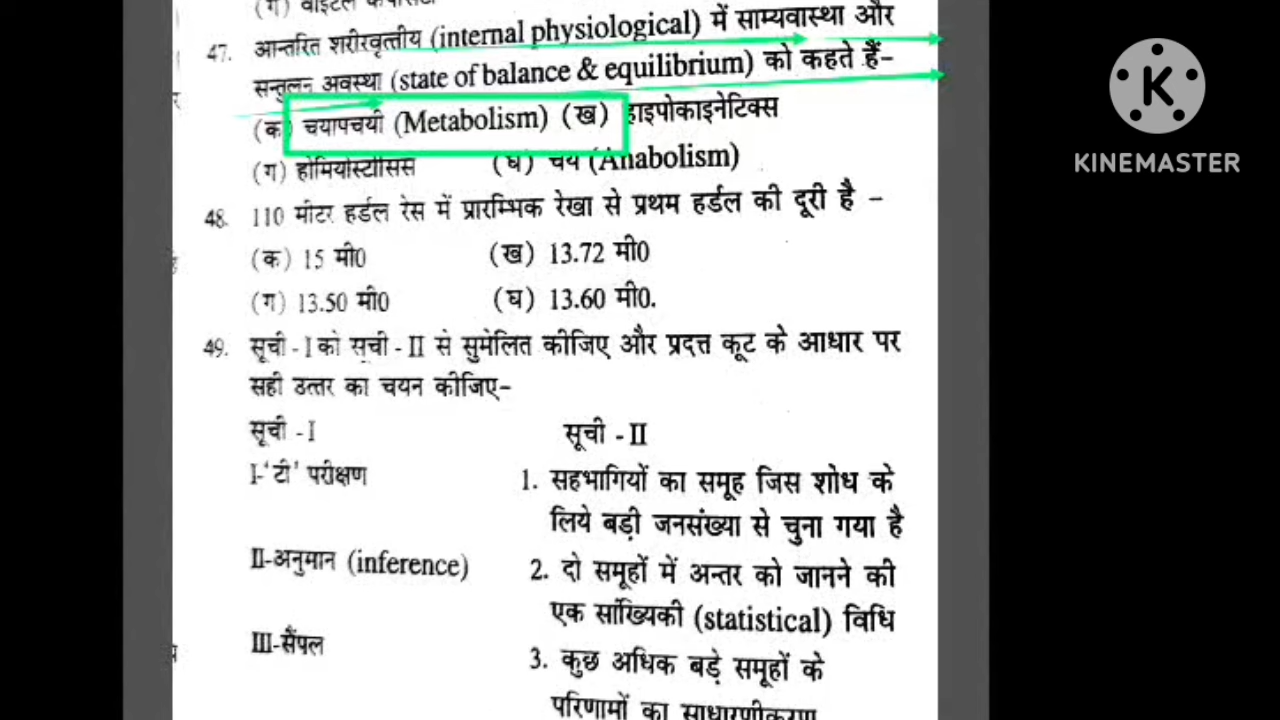 (ग) वाइटल कैपासिटी
47. आन्तरित शरीरवृत्तीय (internal physiological) में साम्यवास्था और
सन्तुलन अवस्था (state of balance & equilibrium) को कहते हैं-
(क) चयापचयी (Metabolism) (ख) हाइपोकाइनेटिक्स
(ग) होमियोस्टीसिस (घ) चय (Anabolism)
48. 110 मीटर हर्डल रेस में प्रारम्भिक रेखा से प्रथम हर्डल की दूरी है -
(क) 15 मी0 (ख) 13.72 मी0
(ग) 13.50 मी0 (घ) 13.60 मी0.
49. सूची - I को सूची - II से सुमेलित कीजिए और प्रदत्त कूट के आधार पर
सही उत्तर का चयन कीजिए-
सूची - I सूची - II
I-'टी' परीक्षण 1. सहभागियों का समूह जिस शोध के
लिये बड़ी जनसंख्या से चुना गया है
II-अनुमान (inference) 2. दो समूहों में अन्तर को जानने की
एक सांख्यिकी (statistical) विधि
III-सैंपल 3. कुछ अधिक बड़े समूहों के
परिणामों का साधारणीकरण
K
KINEMASTER